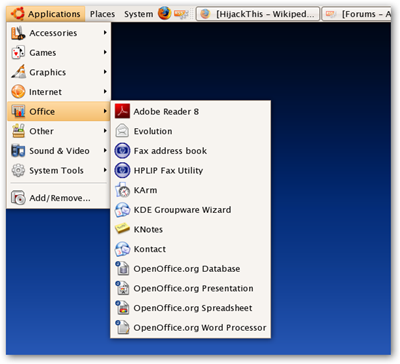 Applications Places System [HijackThis - Wikiped... [Forums - A
Accessories
Games
Graphics
Internet
Office
Other
Sound & Video
System Tools
Add/Remove...
Adobe Reader 8
Evolution
Fax address book
HPLIP Fax Utility
KArm
KDE Groupware Wizard
KNotes
Kontact
OpenOffice.org Database
OpenOffice.org Presentation
OpenOffice.org Spreadsheet
OpenOffice.org Word Processor